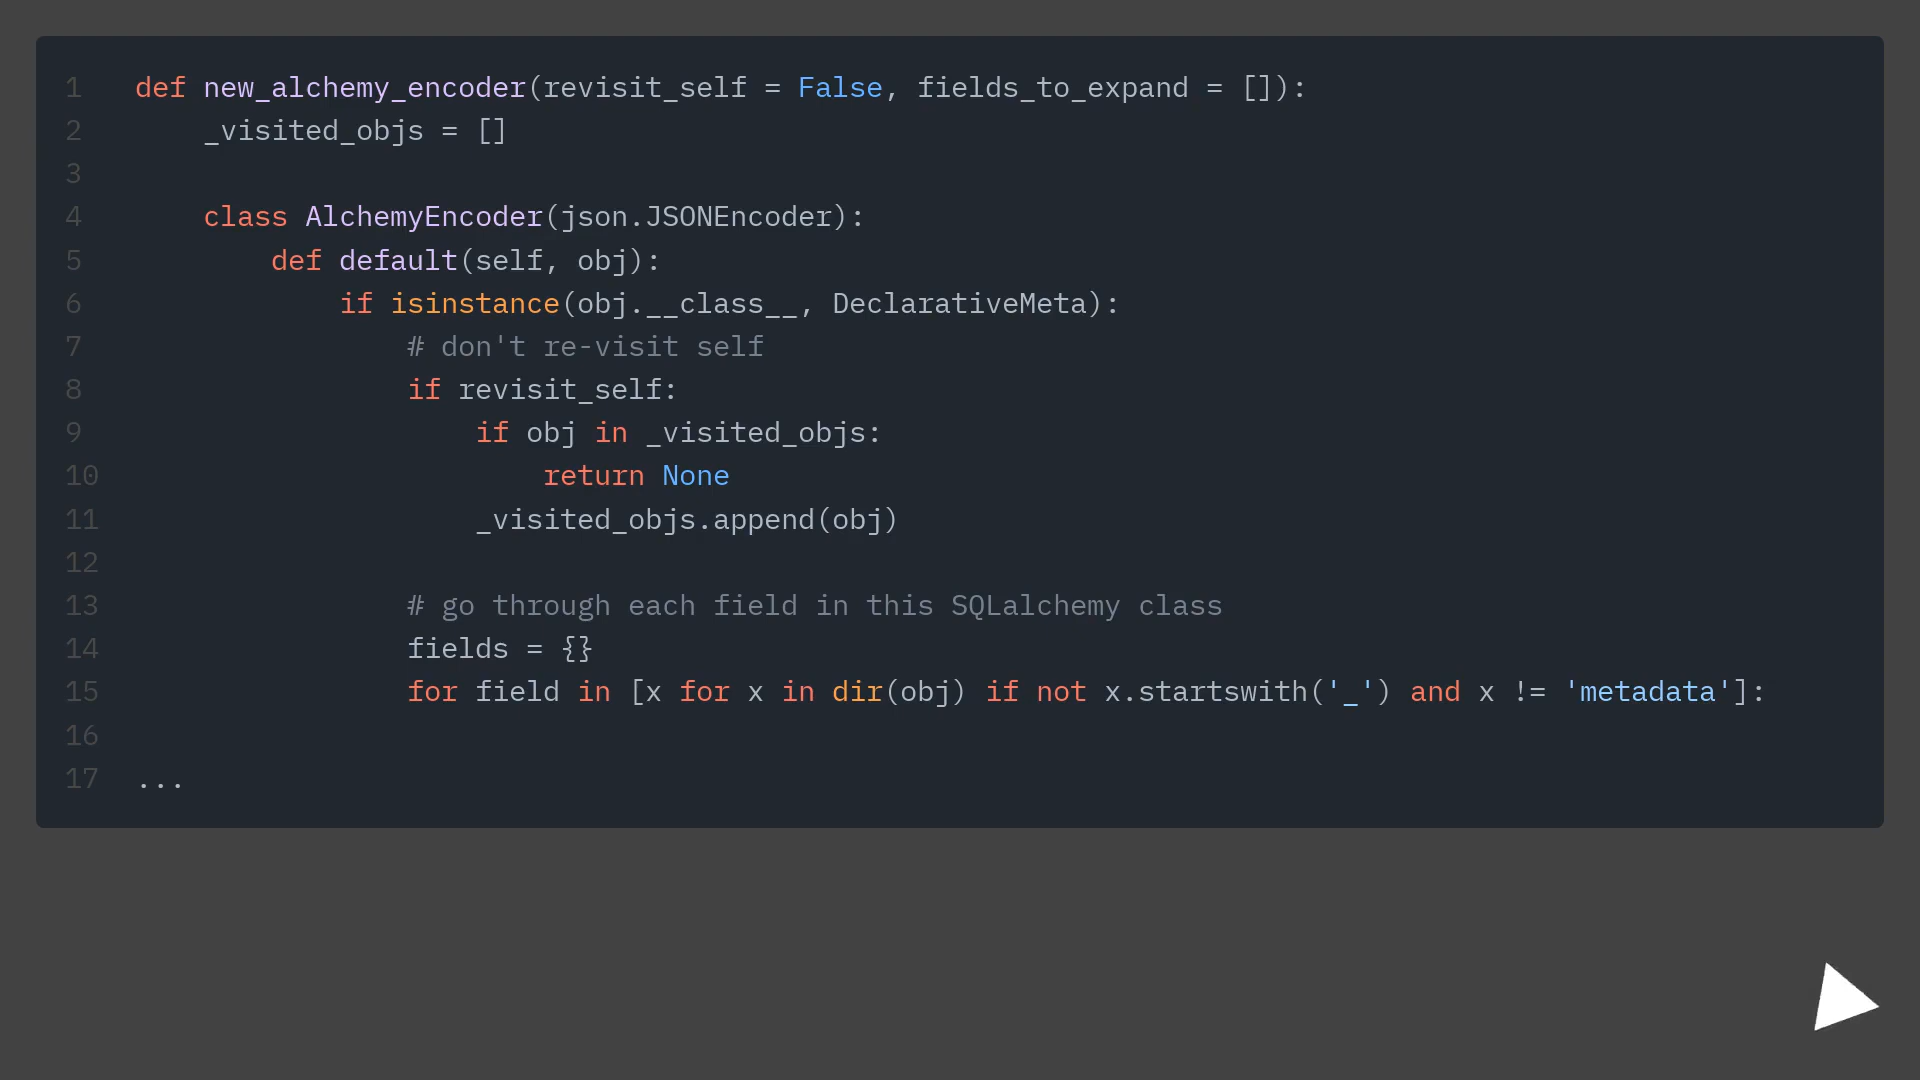 1 def new_alchemy_encoder(revisit_self = False, fields_to_expand = []):
2     _visited_objs = []
3
4     class AlchemyEncoder(json.JSONEncoder):
5         def default(self, obj):
6             if isinstance(obj.__class__, DeclarativeMeta):
7                 # don't re-visit self
8                 if revisit_self:
9                     if obj in _visited_objs:
10                         return None
11                     _visited_objs.append(obj)
12
13                 # go through each field in this SQLalchemy class
14                 fields = {}
15                 for field in [x for x in dir(obj) if not x.startswith('_') and x != 'metadata']:
16
17 ...